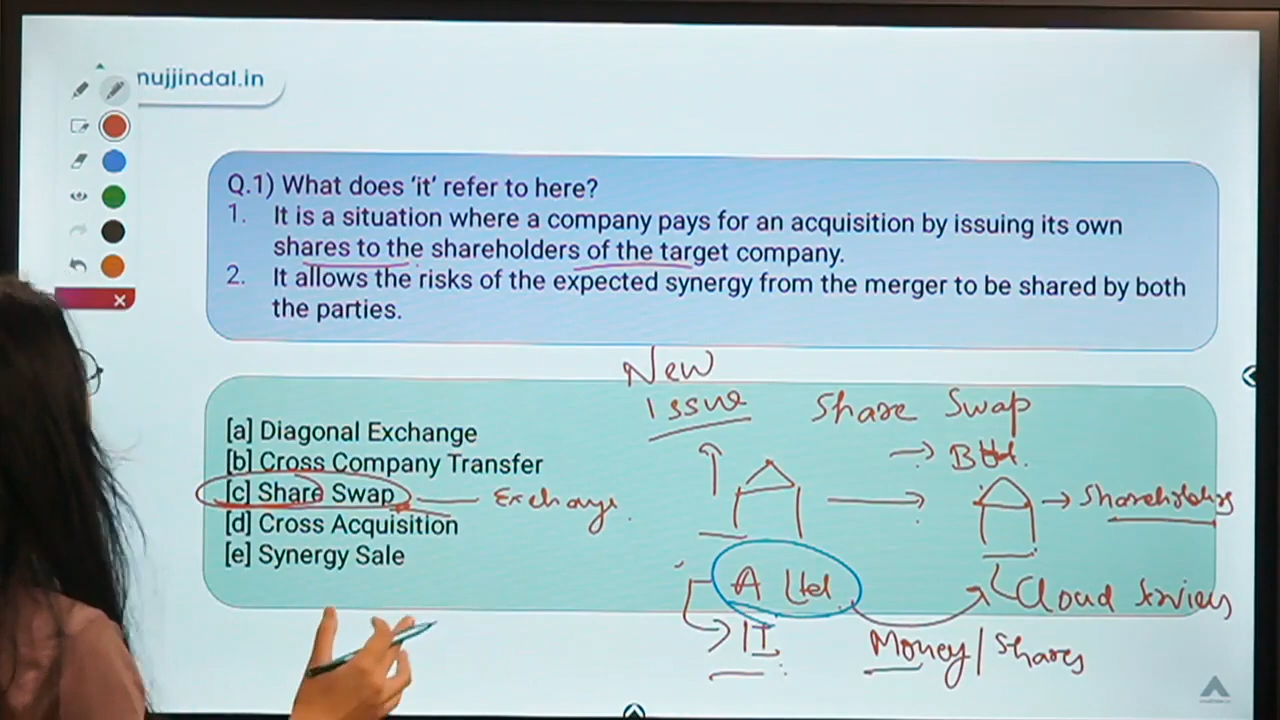 nujjindal.in
Q.1) What does ‘it’ refer to here?
1. It is a situation where a company pays for an acquisition by issuing its own
shares to the shareholders of the target company.
2. It allows the risks of the expected synergy from the merger to be shared by both
the parties.
New
Issue
Share Swap
[a] Diagonal Exchange
[b] Cross Company Transfer
[c] Share Swap
Exchange
[d] Cross Acquisition
[e] Synergy Sale
Shareholders
A Ltd
Cloud
IT
Money/Shares